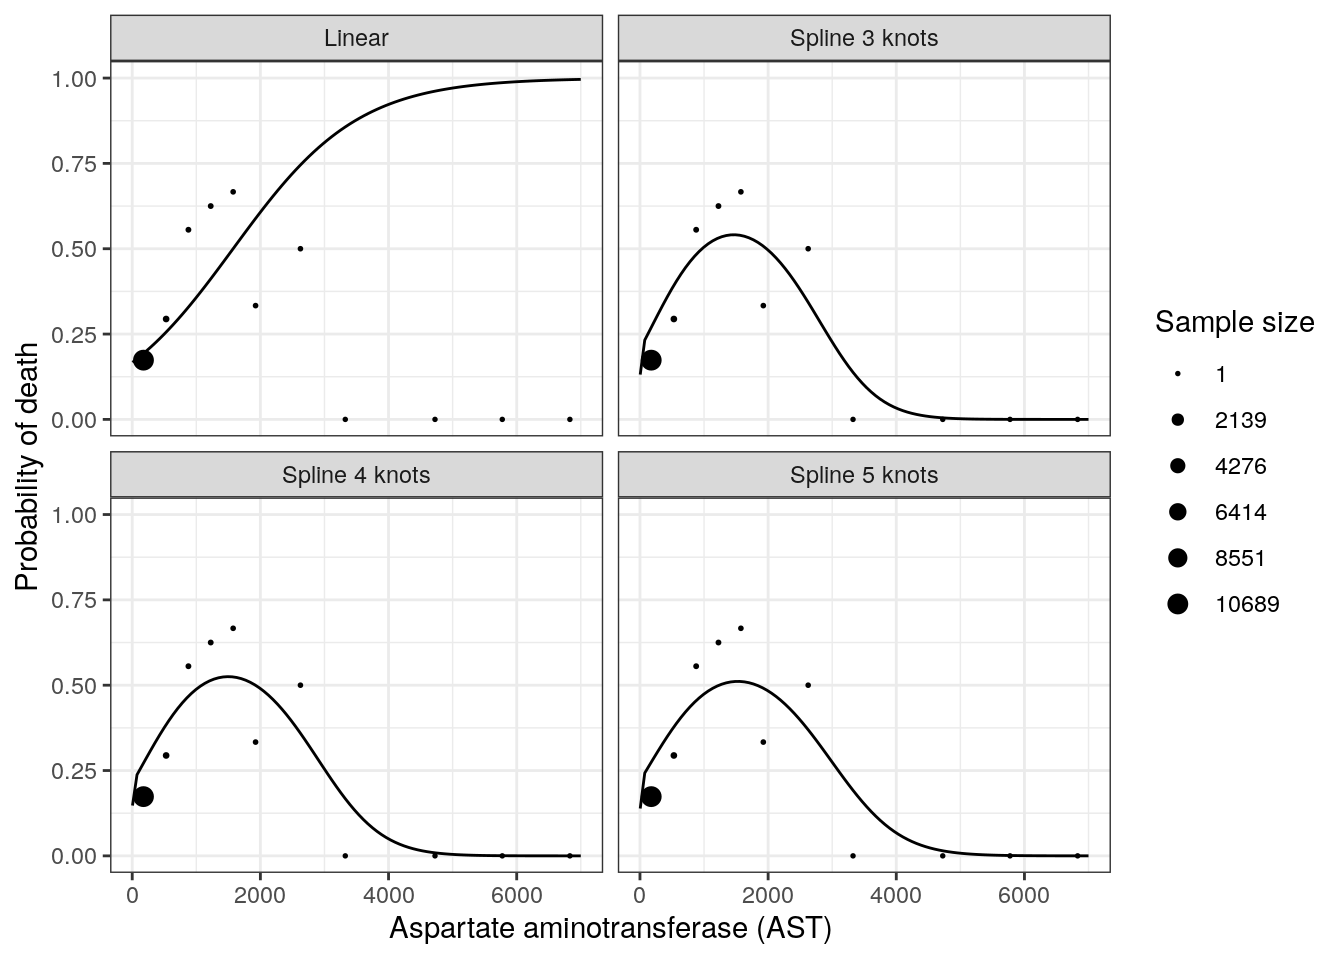 Linear
Spline 3 knots
1.00
0.75
0.50
0.25
0.00
Spline 4 knots
Spline 5 knots
1.00
0.75
0.50
0.25
0.00
0 2000 4000 6000
0 2000 4000 6000
Aspartate aminotransferase (AST)
Probability of death
Sample size
1
2139
4276
6414
8551
10689